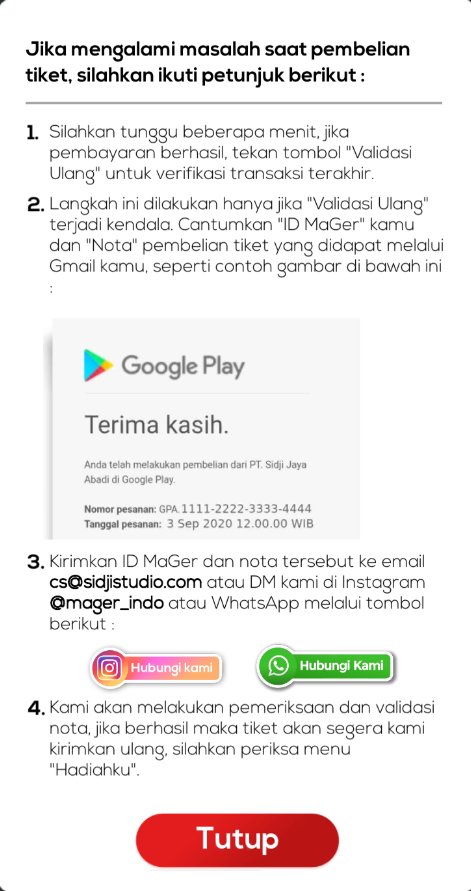 Jika mengalami masalah saat pembelian
tiket, silahkan ikuti petunjuk berikut :
1. Silahkan tunggu beberapa menit, jika
pembayaran berhasil, tekan tombol "Validasi
Ulang" untuk verifikasi transaksi terakhir.
2. Langkah ini dilakukan hanya jika "Validasi Ulang"
terjadi kendala. Cantumkan "ID MaGer" kamu
dan "Nota" pembelian tiket yang didapat melalui
Gmail kamu, seperti contoh gambar di bawah ini
:
Google Play
Terima kasih.
Anda telah melakukan pembelian dari PT. Sidji Jaya
Abadi di Google Play.
Nomor pesanan: GPA.1111-2222-3333-4444
Tanggal pesanan: 3 Sep 2020 12.00.00 WIB
3. Kirimkan ID MaGer dan nota tersebut ke email
cs@sidjistudio.com atau DM kami di Instagram
@mager_indo atau WhatsApp melalui tombol
berikut :
Hubungi kami
Hubungi Kami
4. Kami akan melakukan pemeriksaan dan validasi
nota, jika berhasil maka tiket akan segera kami
kirimkan ulang, silahkan periksa menu
"Hadiahku".
Tutup